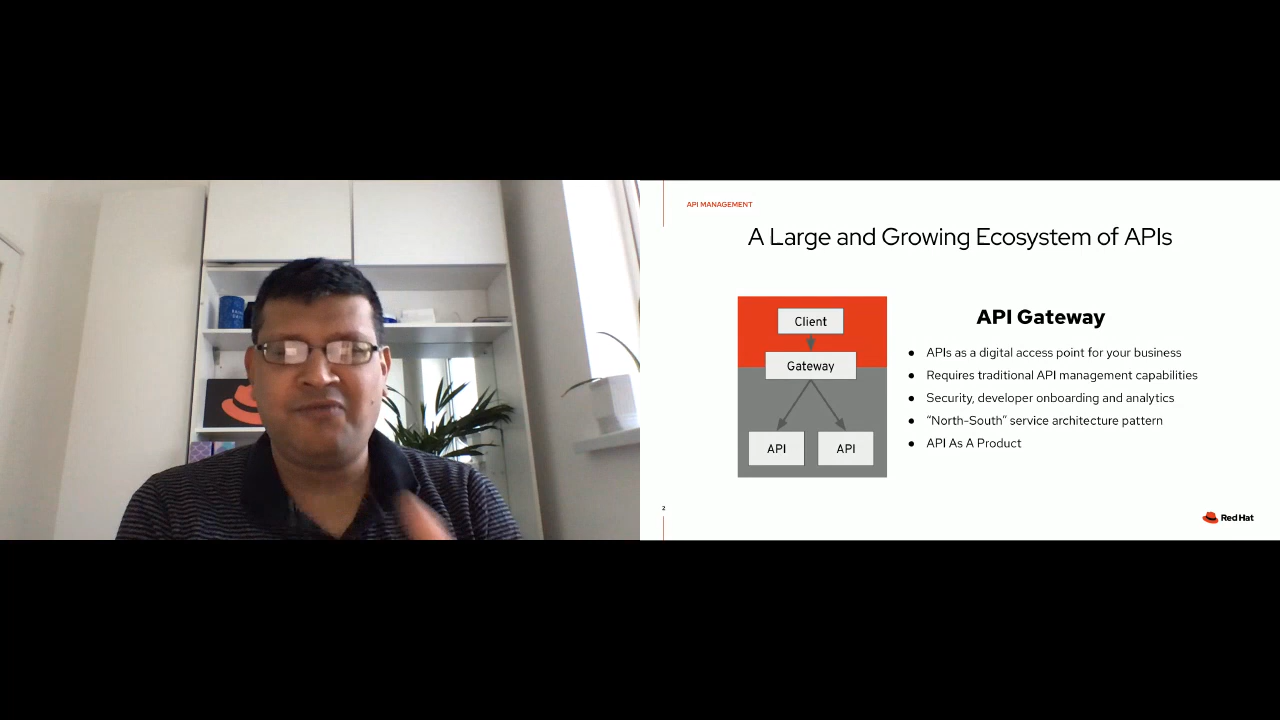 API MANAGEMENT
A Large and Growing Ecosystem of APIs
Client
Gateway
API
API
API Gateway
● APIs as a digital access point for your business
● Requires traditional API management capabilities
● Security, developer onboarding and analytics
● “North-South” service architecture pattern
● API As A Product
2
Red Hat